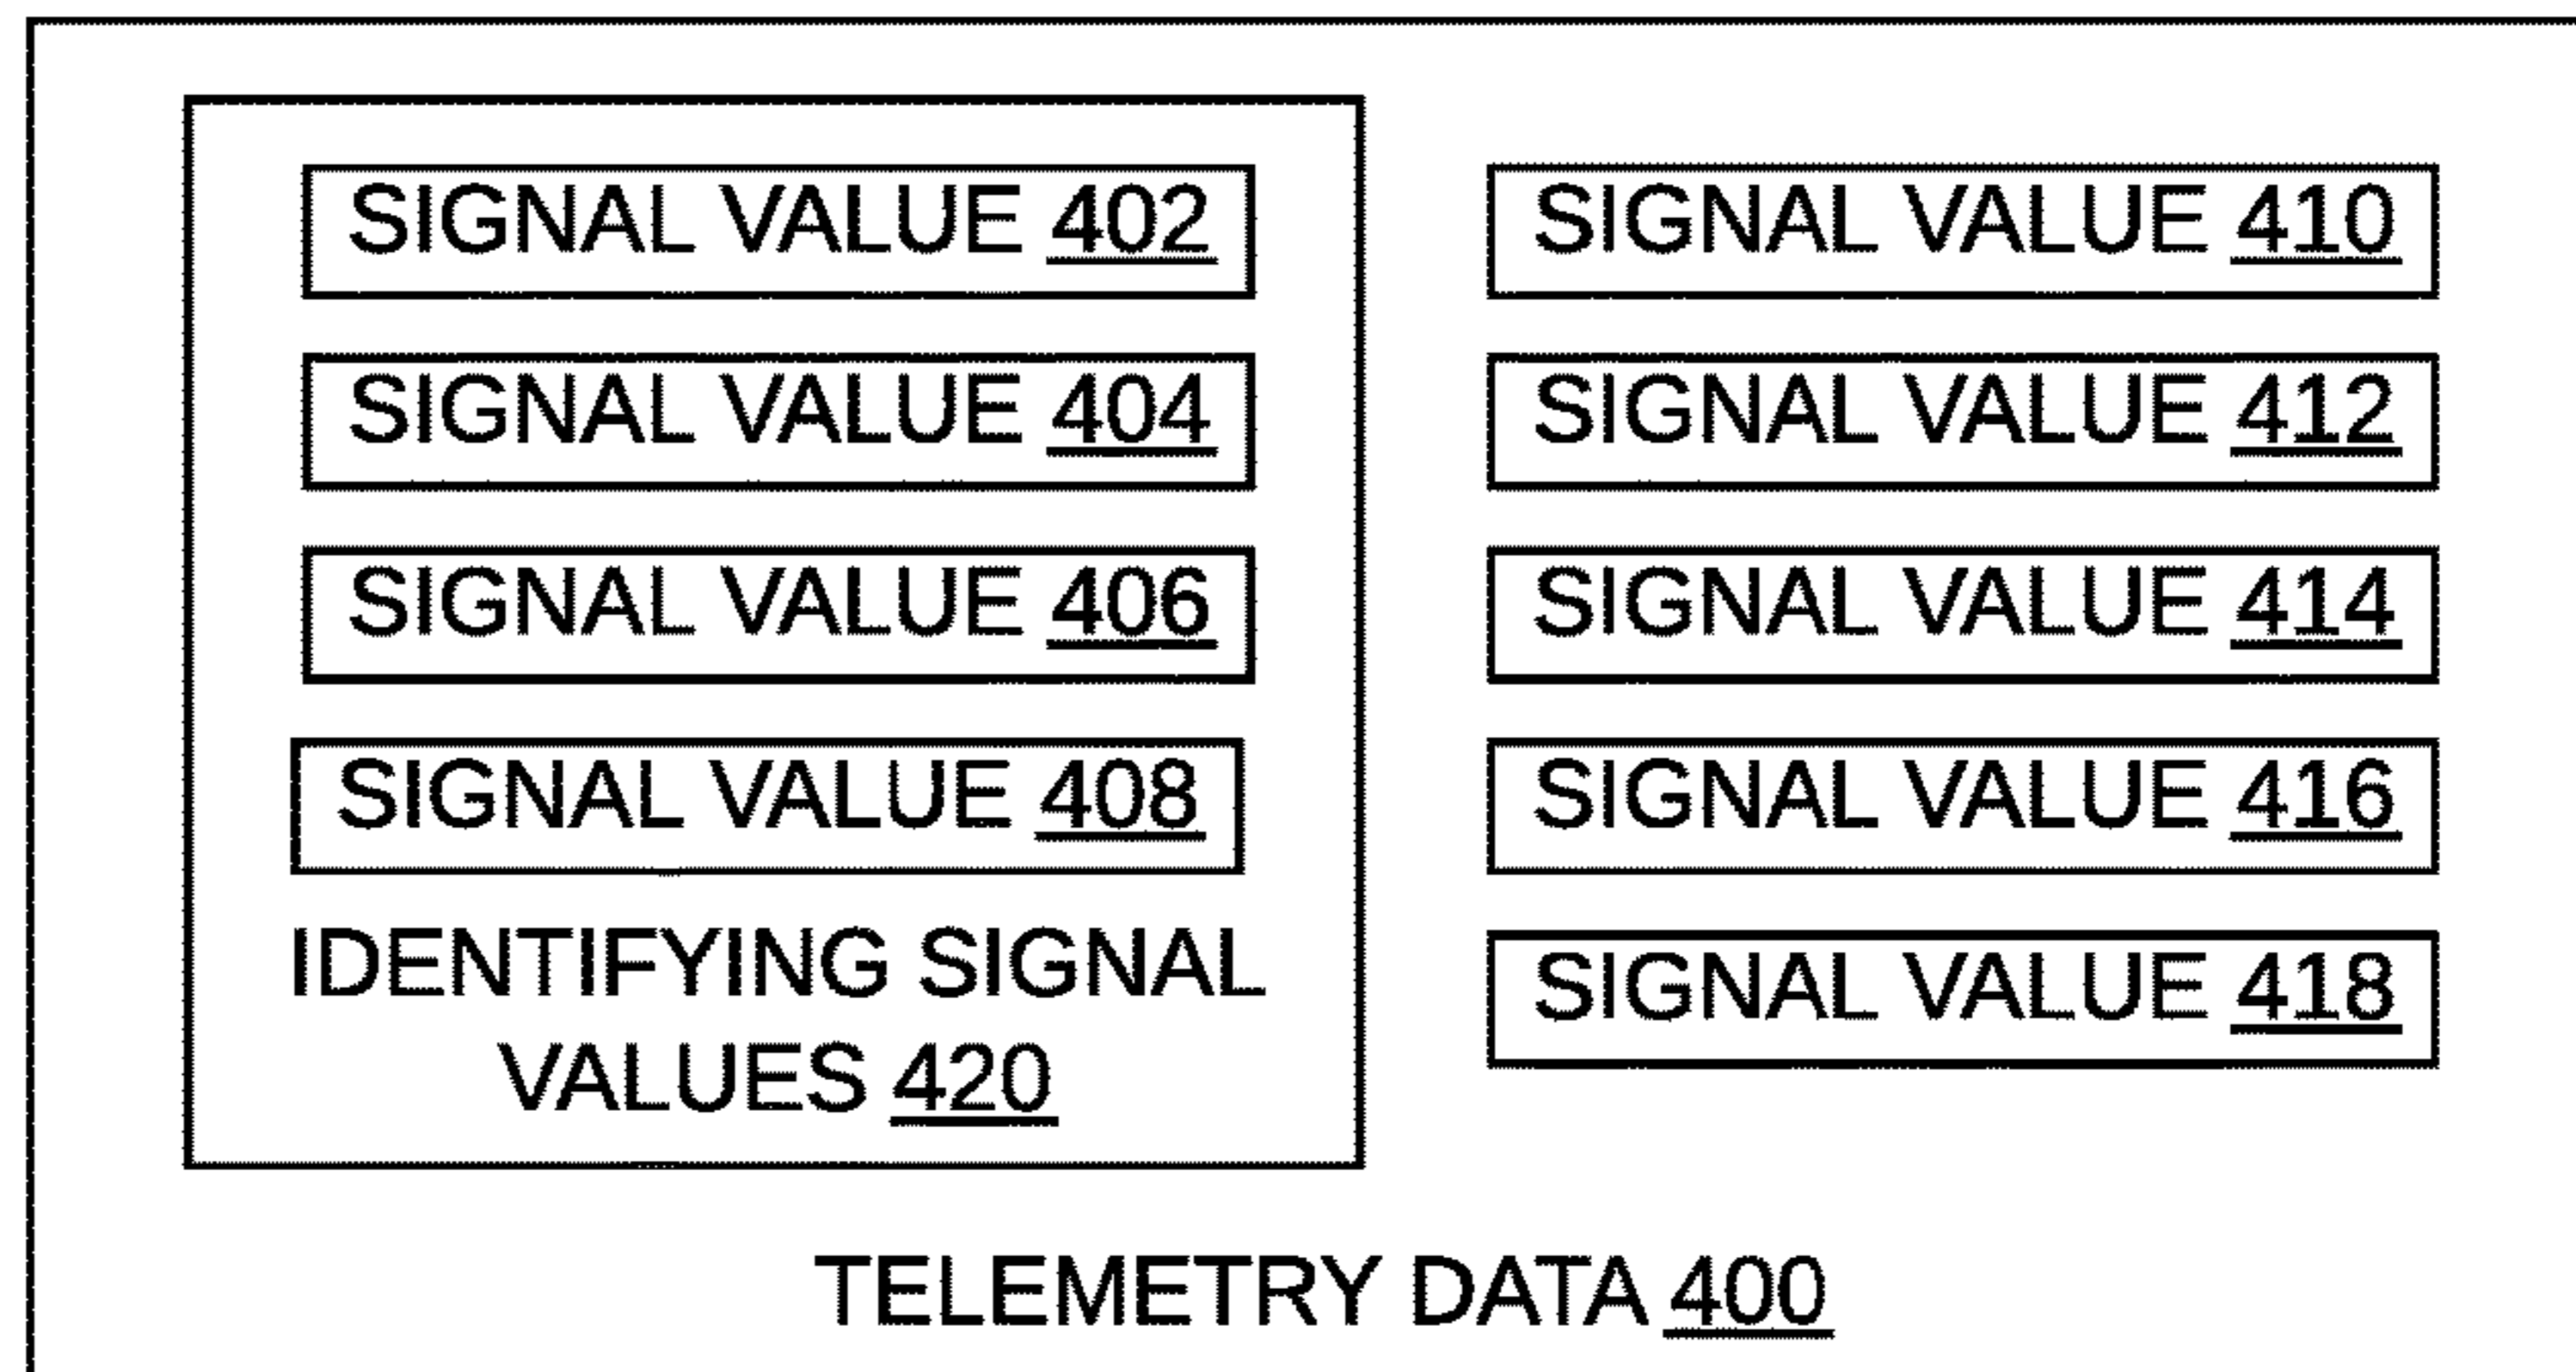 SIGNAL VALUE 402
SIGNAL VALUE 404
SIGNAL VALUE 406
SIGNAL VALUE 408
IDENTIFYING SIGNAL
VALUES 420
SIGNAL VALUE 410
SIGNAL VALUE 412
SIGNAL VALUE 414
SIGNAL VALUE 416
SIGNAL VALUE 418
TELEMETRY DATA 400